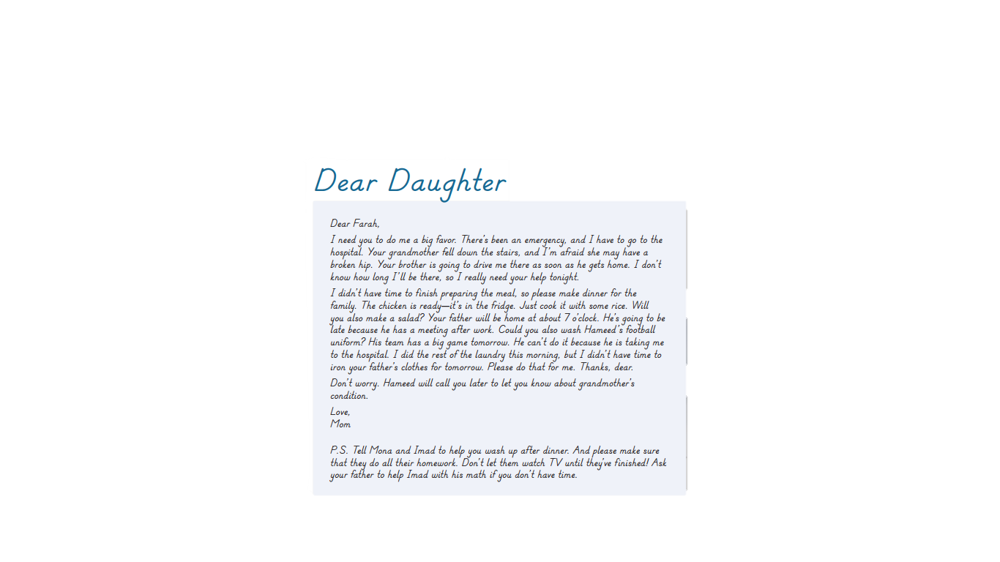 Dear Daughter
Dear Farah,
I need you to do me a big favor. There's been an emergency, and I have to go to the
hospital. Your grandmother fell down the stairs, and I'm afraid she may have a
broken hip. Your brother is going to drive me there as soon as he gets home. I don't
know how long I'll be there, so I really need your help tonight.
I didn't have time to finish preparing the meal, so please make dinner for the
family. The chicken is ready—it's in the fridge. Just cook it with some rice. Will
you also make a salad? Your father will be home at about 7 o'clock. He's going to be
late because he has a meeting after work. Could you also wash Hameed's football
uniform? His team has a big game tomorrow. He can't do it because he is taking me
to the hospital. I did the rest of the laundry this morning, but I didn't have time to
iron your father's clothes for tomorrow. Please do that for me. Thanks, dear.
Don't worry. Hameed will call you later to let you know about grandmother's
condition.
Love,
Mom
P.S. Tell Mona and Imad to help you wash up after dinner. And please make sure
that they do all their homework. Don't let them watch TV until they've finished! Ask
your father to help Imad with his math if you don't have time.